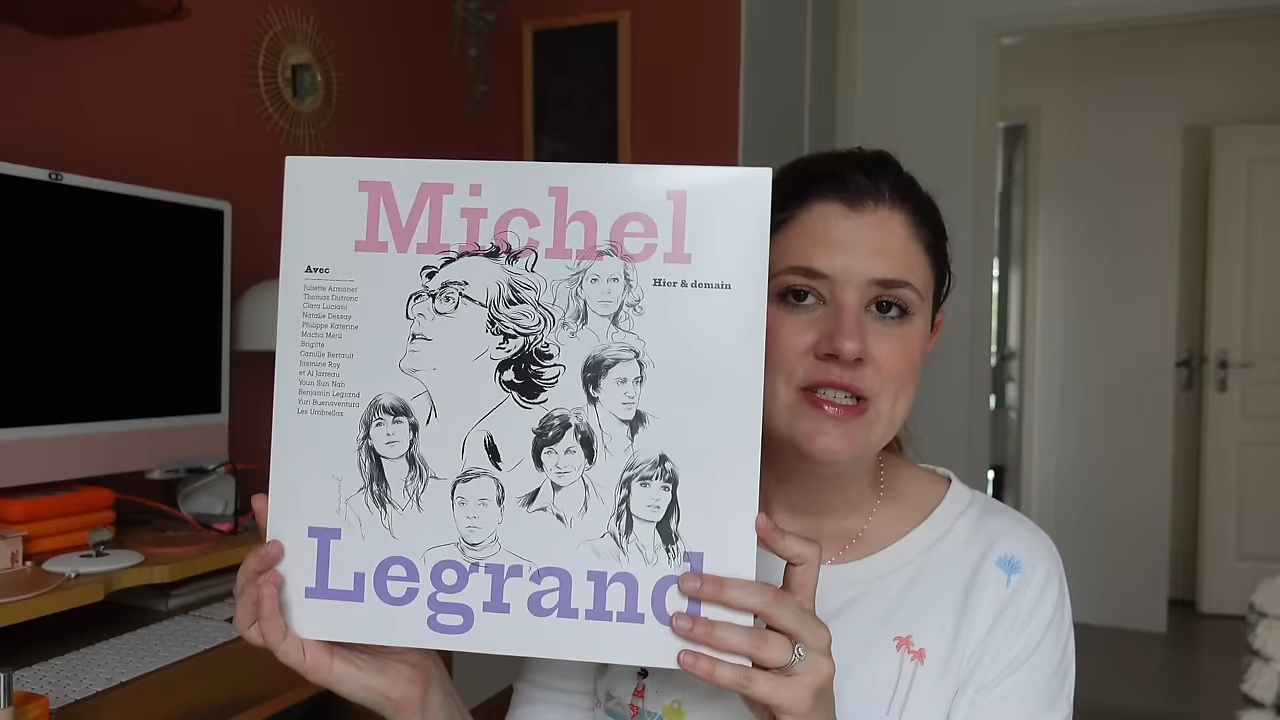 Michel
Avec
Juliette Armanet
Thomas Dutronc
Clara Luciani
Natalie Dessay
Philippe Katerine
Macha Méril
Brigitte
Camille Bertault
Jasmine Roy
et Al Jarreau
Youn Sun Nah
Benjamin Legrand
Yuri Buenaventura
Les Umbrellas
Hier & demain
Legrand